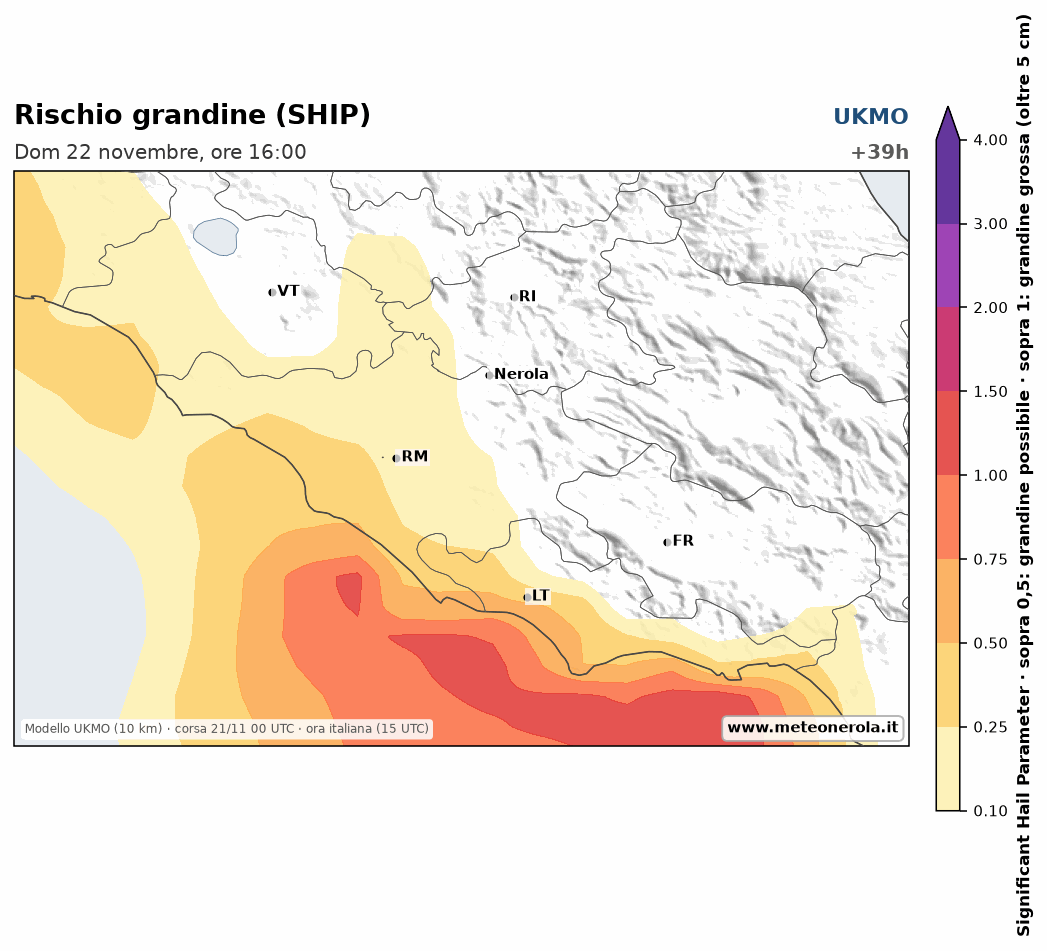 Rischio grandine (SHIP)
UKMO
Dom 22 novembre, ore 16:00
+39h
VT
RI
Nerola
RM
FR
LT
Modello UKMO (10 km) · corsa 21/11 00 UTC · ora italiana (15 UTC)
www.meteonerola.it
4.00
3.00
2.00
1.50
1.00
0.75
0.50
0.25
0.10
Significant Hail Parameter · sopra 0,5: grandine possibile · sopra 1: grandine grossa (oltre 5 cm)